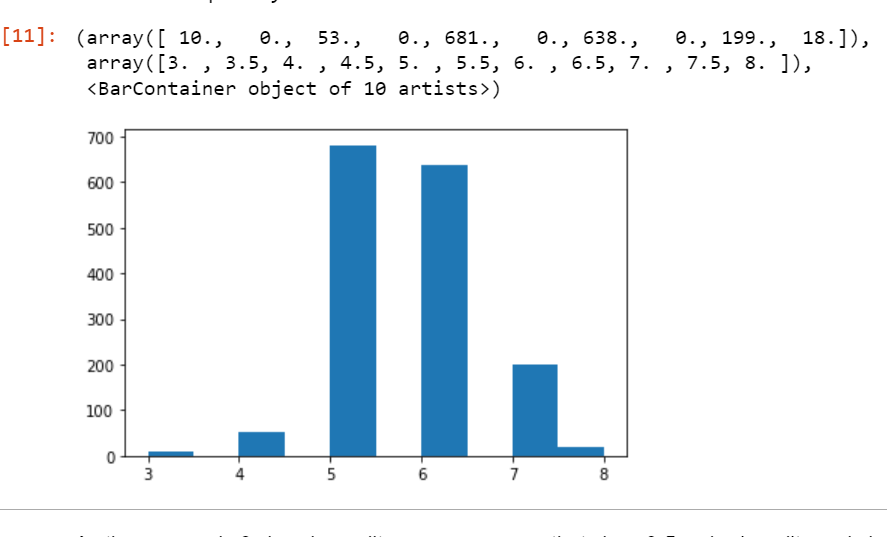 [11]: (array([ 10.,   0.,  53.,   0., 681.,   0., 638.,   0., 199.,  18.]),
array([3. , 3.5, 4. , 4.5, 5. , 5.5, 6. , 6.5, 7. , 7.5, 8. ]),
<BarContainer object of 10 artists>)
700
600
500
400
300
200
100
0
3 4 5 6 7 8